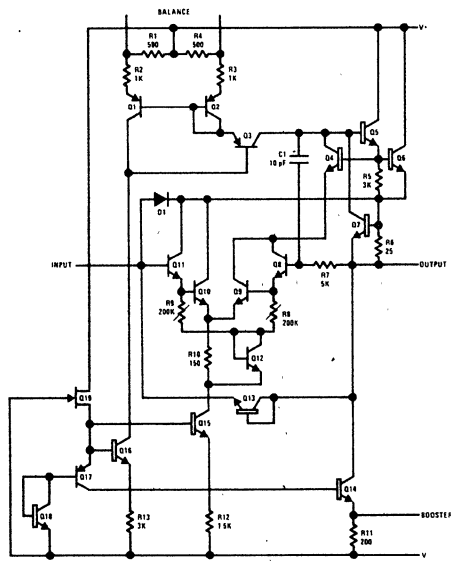 BALANCE
V+
R1
500
R4
500
R2
1K
R3
1K
Q1
Q2
Q3
Q4
Q5
Q6
C1
10 pF
R5
3K
Q7
D1
R6
25
INPUT
OUTPUT
Q11
Q10
Q9
Q8
R7
5K
R9
200K
R8
200K
R10
150
Q12
Q19
Q13
Q15
Q16
Q17
Q14
Q18
BOOSTER
R13
3K
R12
1 5K
R11
200
V